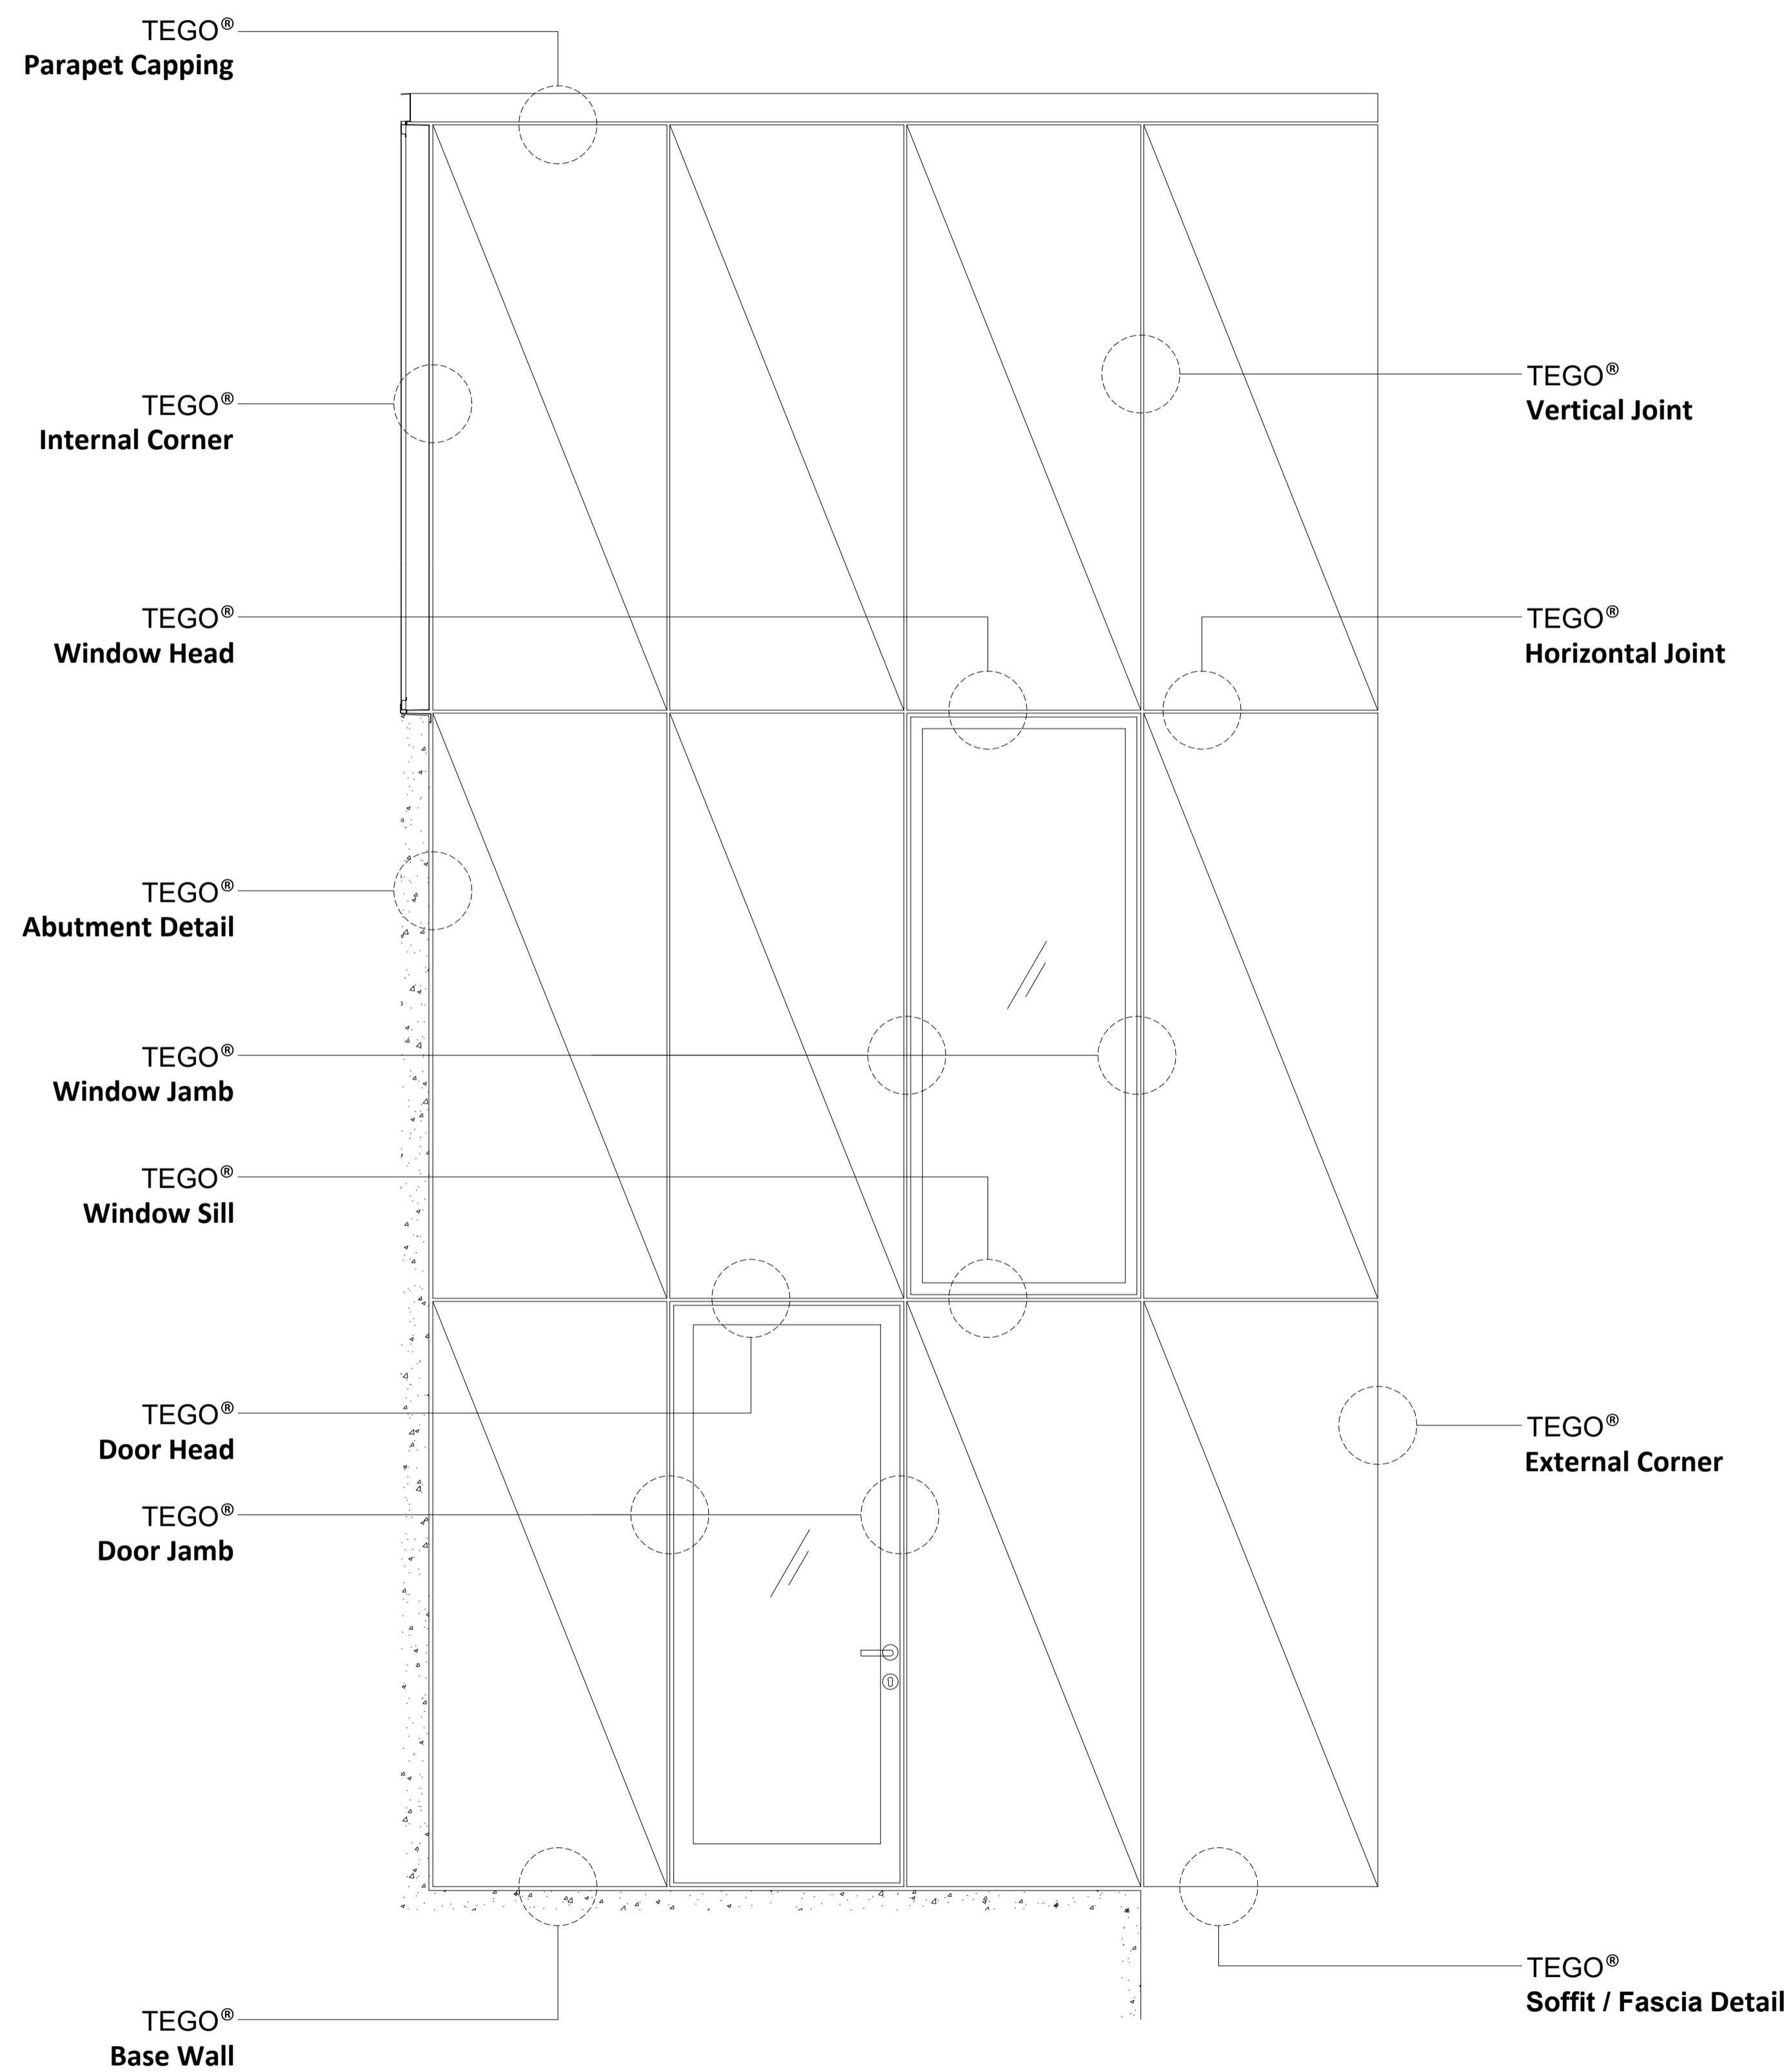 TEGO®
Parapet Capping
TEGO®
Internal Corner
TEGO®
Vertical Joint
TEGO®
Window Head
TEGO®
Horizontal Joint
TEGO®
Abutment Detail
TEGO®
Window Jamb
TEGO®
Window Sill
TEGO®
Door Head
TEGO®
External Corner
TEGO®
Door Jamb
TEGO®
Soffit / Fascia Detail
TEGO®
Base Wall